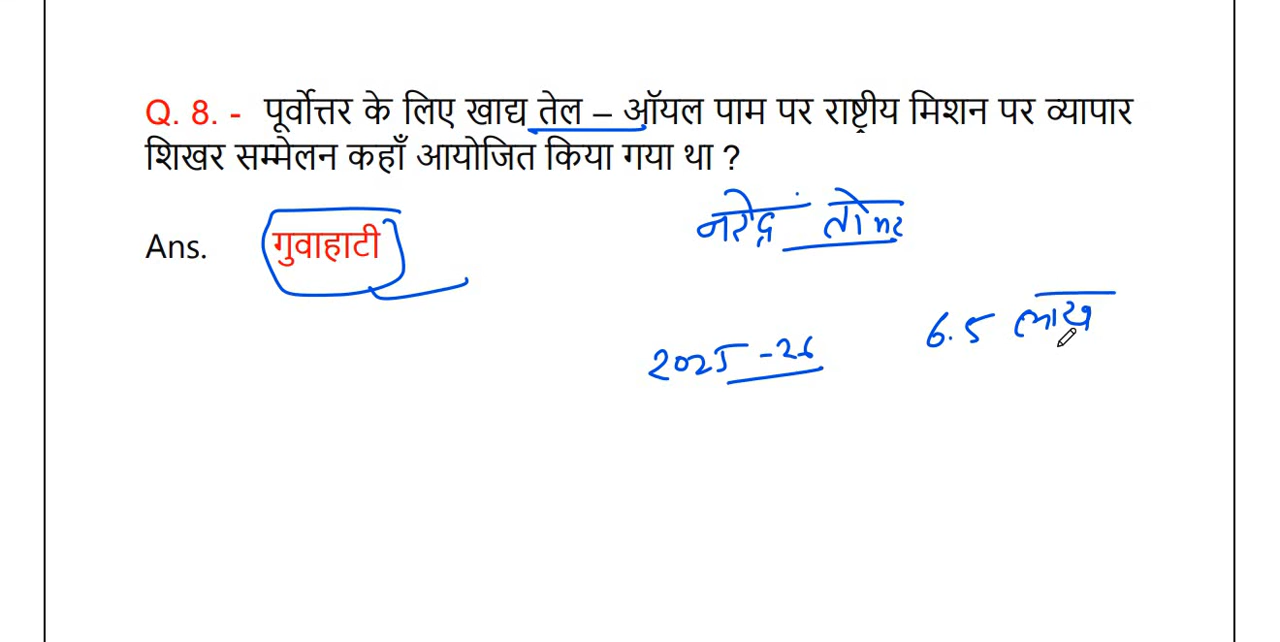 Q. 8. - पूर्वोत्तर के लिए खाद्य तेल – ऑयल पाम पर राष्ट्रीय मिशन पर व्यापार
शिखर सम्मेलन कहाँ आयोजित किया गया था ?
नरेंद्र तोमर
Ans. गुवाहाटी
6.5 लाख
2025-26